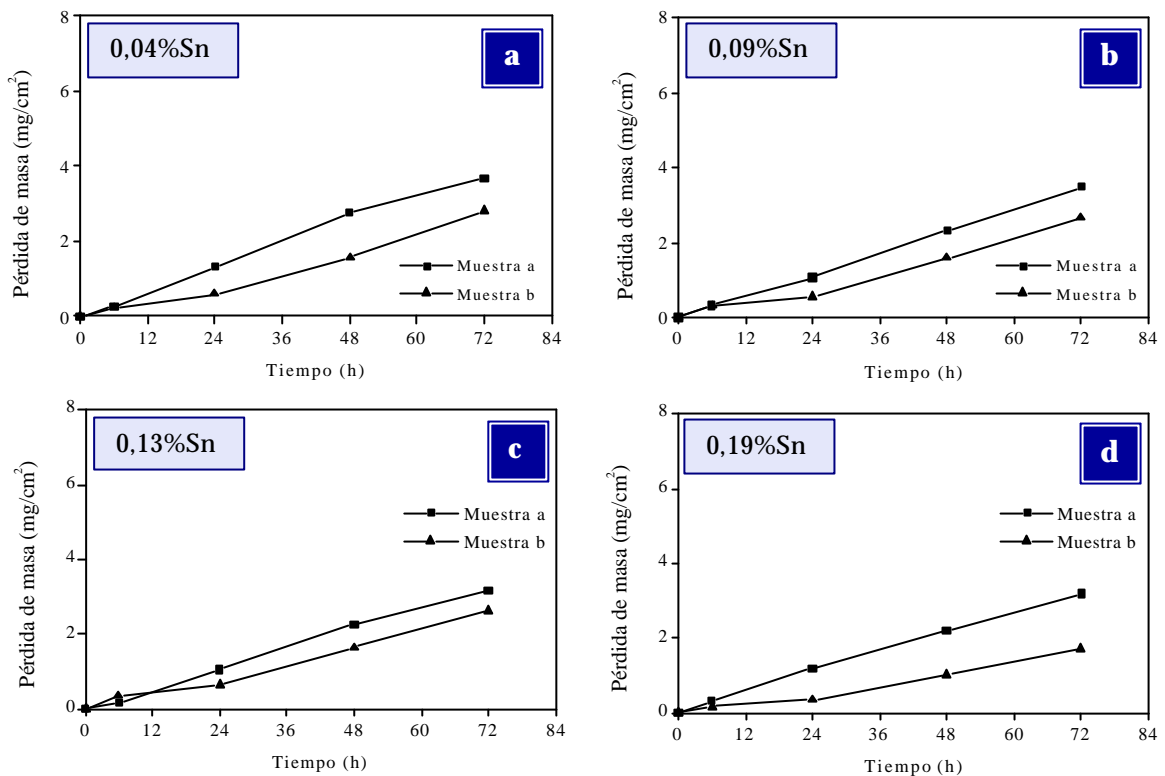 0,04%Sn
a
Pérdida de masa (mg/cm²)
8
6
4
2
0
Muestra a
Muestra b
0 12 24 36 48 60 72 84
Tiempo (h)
0,09%Sn
b
Pérdida de masa (mg/cm²)
8
6
4
2
0
Muestra a
Muestra b
0 12 24 36 48 60 72 84
Tiempo (h)
0,13%Sn
c
Pérdida de masa (mg/cm²)
8
6
4
2
0
Muestra a
Muestra b
0 12 24 36 48 60 72 84
Tiempo (h)
0,19%Sn
d
Pérdida de masa (mg/cm²)
8
6
4
2
0
Muestra a
Muestra b
0 12 24 36 48 60 72 84
Tiempo (h)